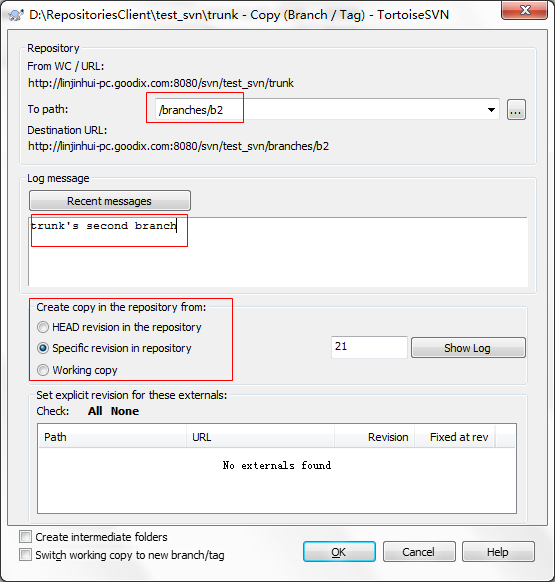 D:\RepositoriesClient\test_svn\trunk - Copy (Branch / Tag) - TortoiseSVN
Repository
From WC / URL:
http://linjinhui-pc.goodix.com:8080/svn/test_svn/trunk
To path: /branches/b2 ...
Destination URL:
http://linjinhui-pc.goodix.com:8080/svn/test_svn/branches/b2
Log message
Recent messages
trunk's second branch
Create copy in the repository from:
HEAD revision in the repository
Specific revision in repository 21 Show Log
Working copy
Set explicit revision for these externals:
Check: All None
Path URL Revision Fixed at rev
No externals found
Create intermediate folders
Switch working copy to new branch/tag
OK Cancel Help